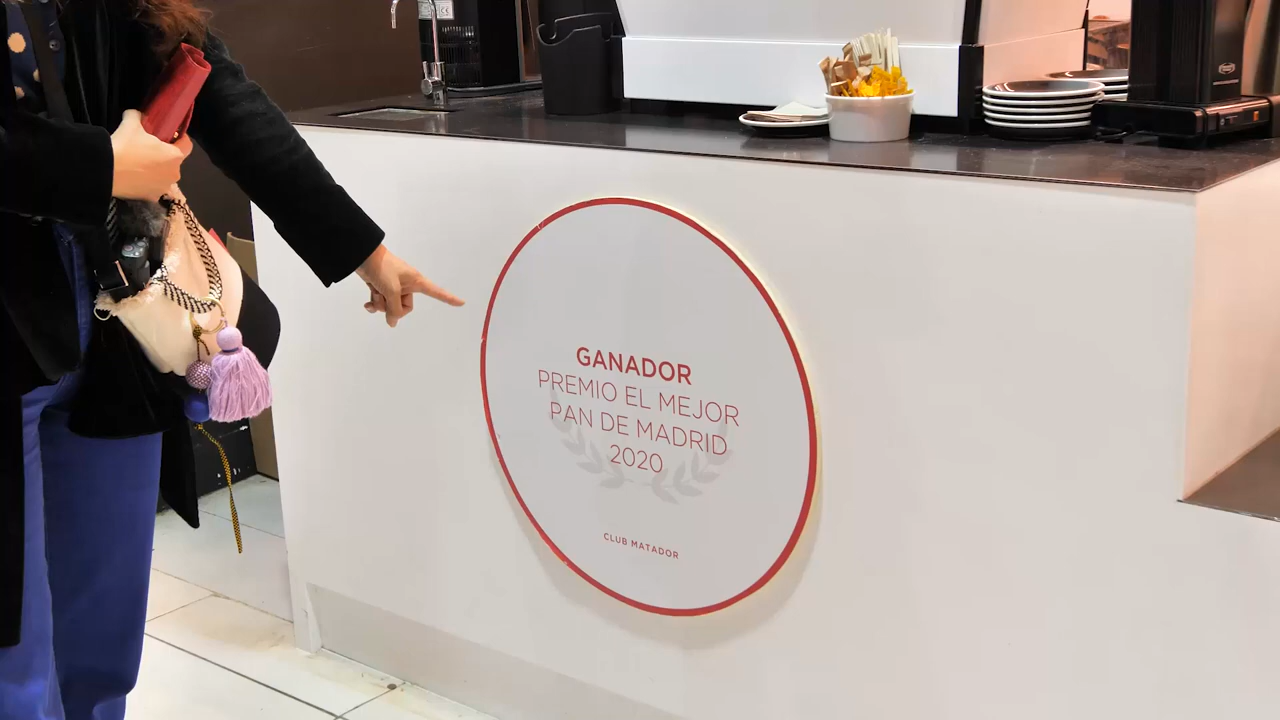 GANADOR
PREMIO EL MEJOR
PAN DE MADRID
2020
CLUB MATADOR